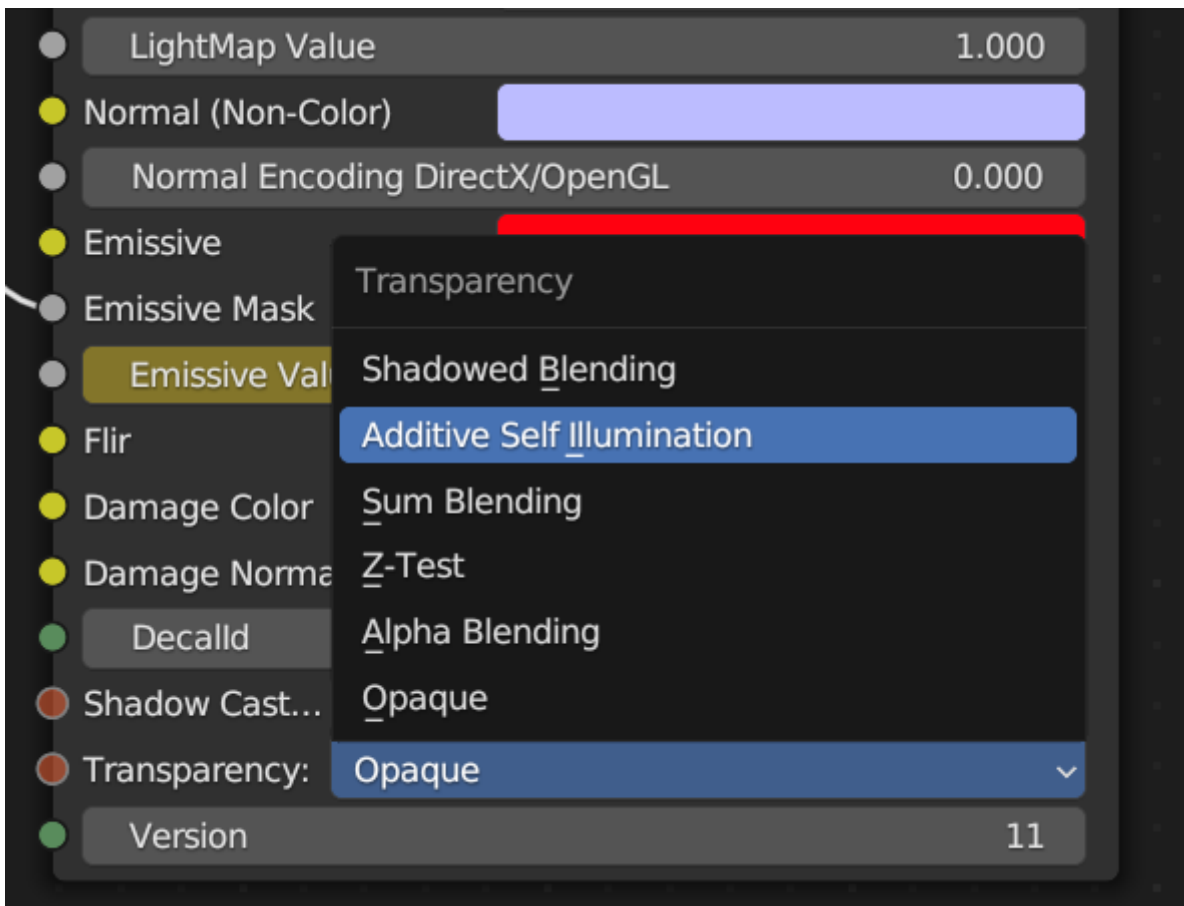 LightMap Value 1.000
Normal (Non-Color)
Normal Encoding DirectX/OpenGL 0.000
Emissive
Transparency
Emissive Mask
Shadowed Blending
Emissive Val
Additive Self Illumination
Flir
Sum Blending
Damage Color
Z-Test
Damage Norma
Alpha Blending
DecalId
Opaque
Shadow Cast...
Transparency: Opaque
Version 11